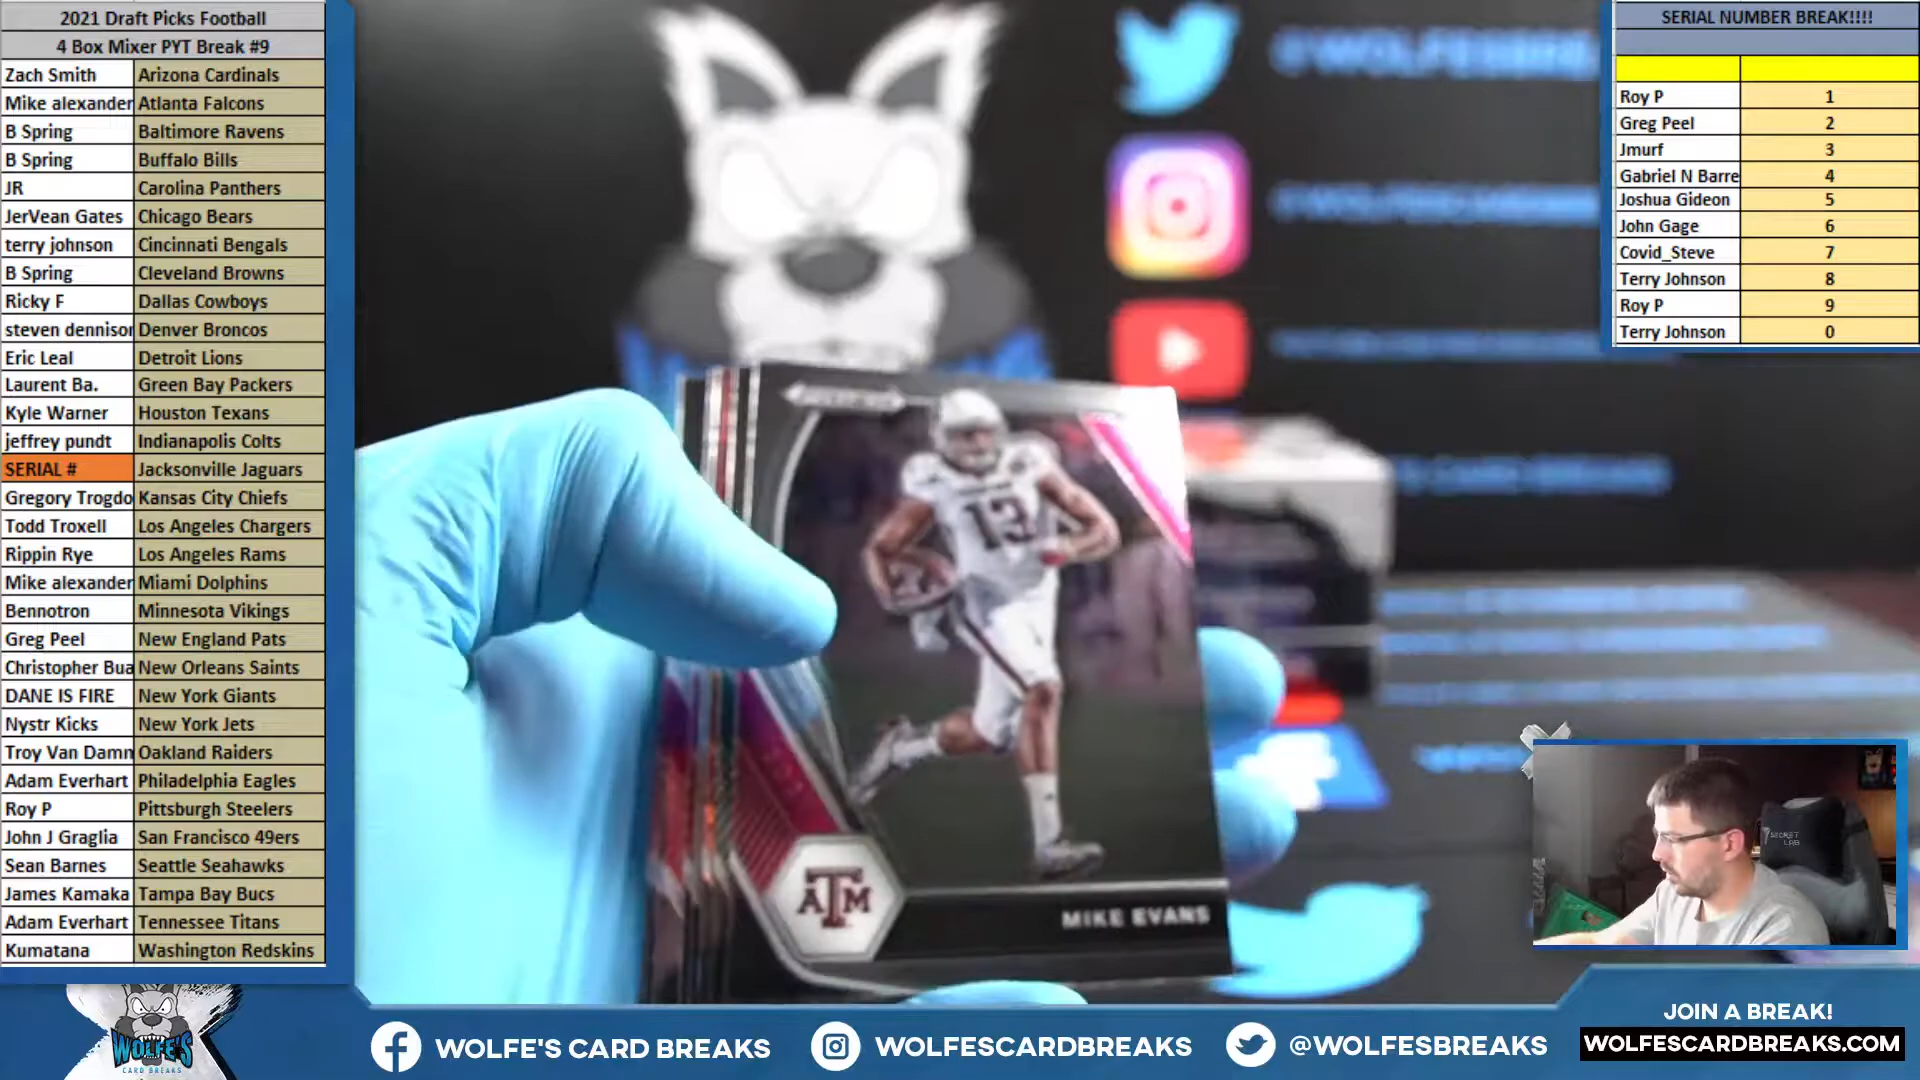 2021 Draft Picks Football
4 Box Mixer PYT Break #9
Zach Smith Arizona Cardinals
Mike alexander Atlanta Falcons
B Spring Baltimore Ravens
B Spring Buffalo Bills
JR Carolina Panthers
JerVean Gates Chicago Bears
terry johnson Cincinnati Bengals
B Spring Cleveland Browns
Ricky F Dallas Cowboys
steven dennison Denver Broncos
Eric Leal Detroit Lions
Laurent Ba. Green Bay Packers
Kyle Warner Houston Texans
jeffrey pundt Indianapolis Colts
SERIAL # Jacksonville Jaguars
Gregory Trogdo Kansas City Chiefs
Todd Troxell Los Angeles Chargers
Rippin Rye Los Angeles Rams
Mike alexander Miami Dolphins
Bennotron Minnesota Vikings
Greg Peel New England Pats
Christopher Bua New Orleans Saints
DANE IS FIRE New York Giants
Nystr Kicks New York Jets
Troy Van Damn Oakland Raiders
Adam Everhart Philadelphia Eagles
Roy P Pittsburgh Steelers
John J Graglia San Francisco 49ers
Sean Barnes Seattle Seahawks
James Kamaka Tampa Bay Bucs
Adam Everhart Tennessee Titans
Kumatana Washington Redskins
SERIAL NUMBER BREAK!!!!
Roy P 1
Greg Peel 2
Jmurf 3
Gabriel N Barre 4
Joshua Gideon 5
John Gage 6
Covid_Steve 7
Terry Johnson 8
Roy P 9
Terry Johnson 0
13
ATM
MIKE EVANS
SECRET LAB
WOLFE'S
CARD BREAKS
WOLFE'S CARD BREAKS
WOLFESCARDBREAKS
@WOLFESBREAKS
JOIN A BREAK!
WOLFESCARDBREAKS.COM